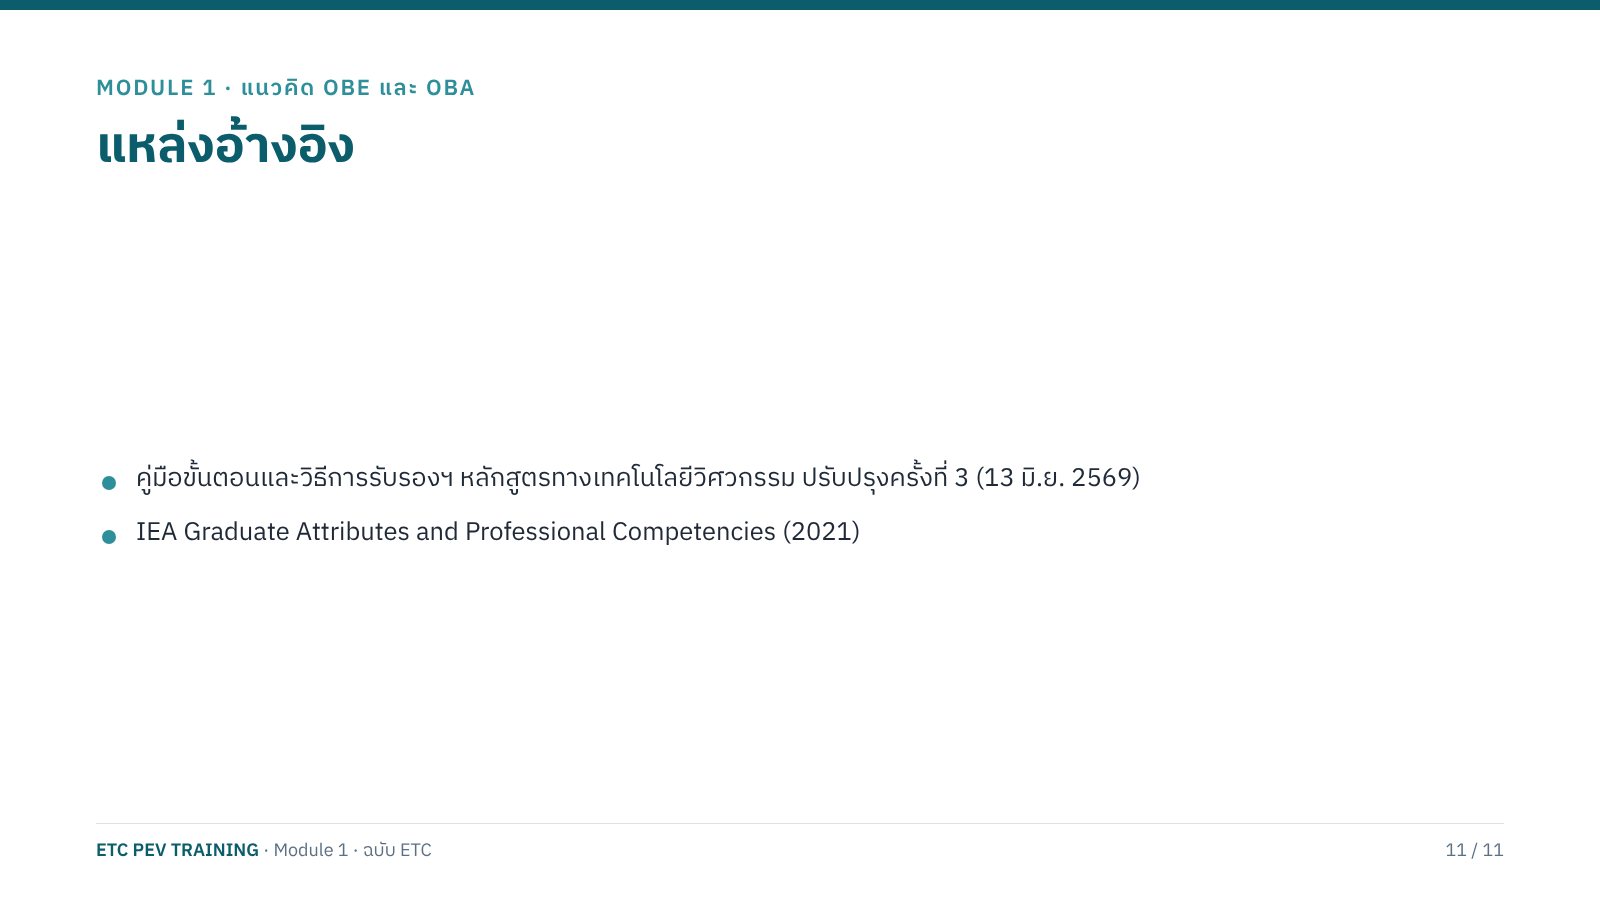 MODULE 1 · แนวคิด OBE และ OBA
แหล่งอ้างอิง
คู่มือขั้นตอนและวิธีการรับรองฯ หลักสูตรทางเทคโนโลยีวิศวกรรม ปรับปรุงครั้งที่ 3 (13 มิ.ย. 2569)
IEA Graduate Attributes and Professional Competencies (2021)
ETC PEV TRAINING · Module 1 · ฉบับ ETC
11 / 11